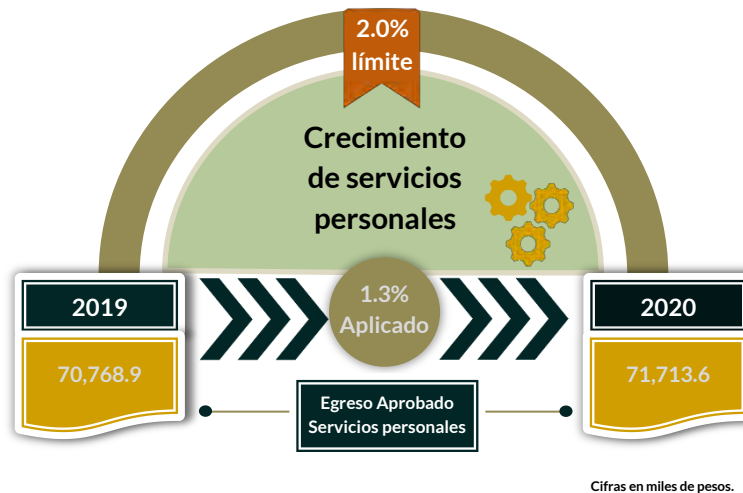 2.0%
límite
Crecimiento
de servicios
personales
2019
1.3%
Aplicado
2020
70,768.9
71,713.6
Egreso Aprobado
Servicios personales
Cifras en miles de pesos.